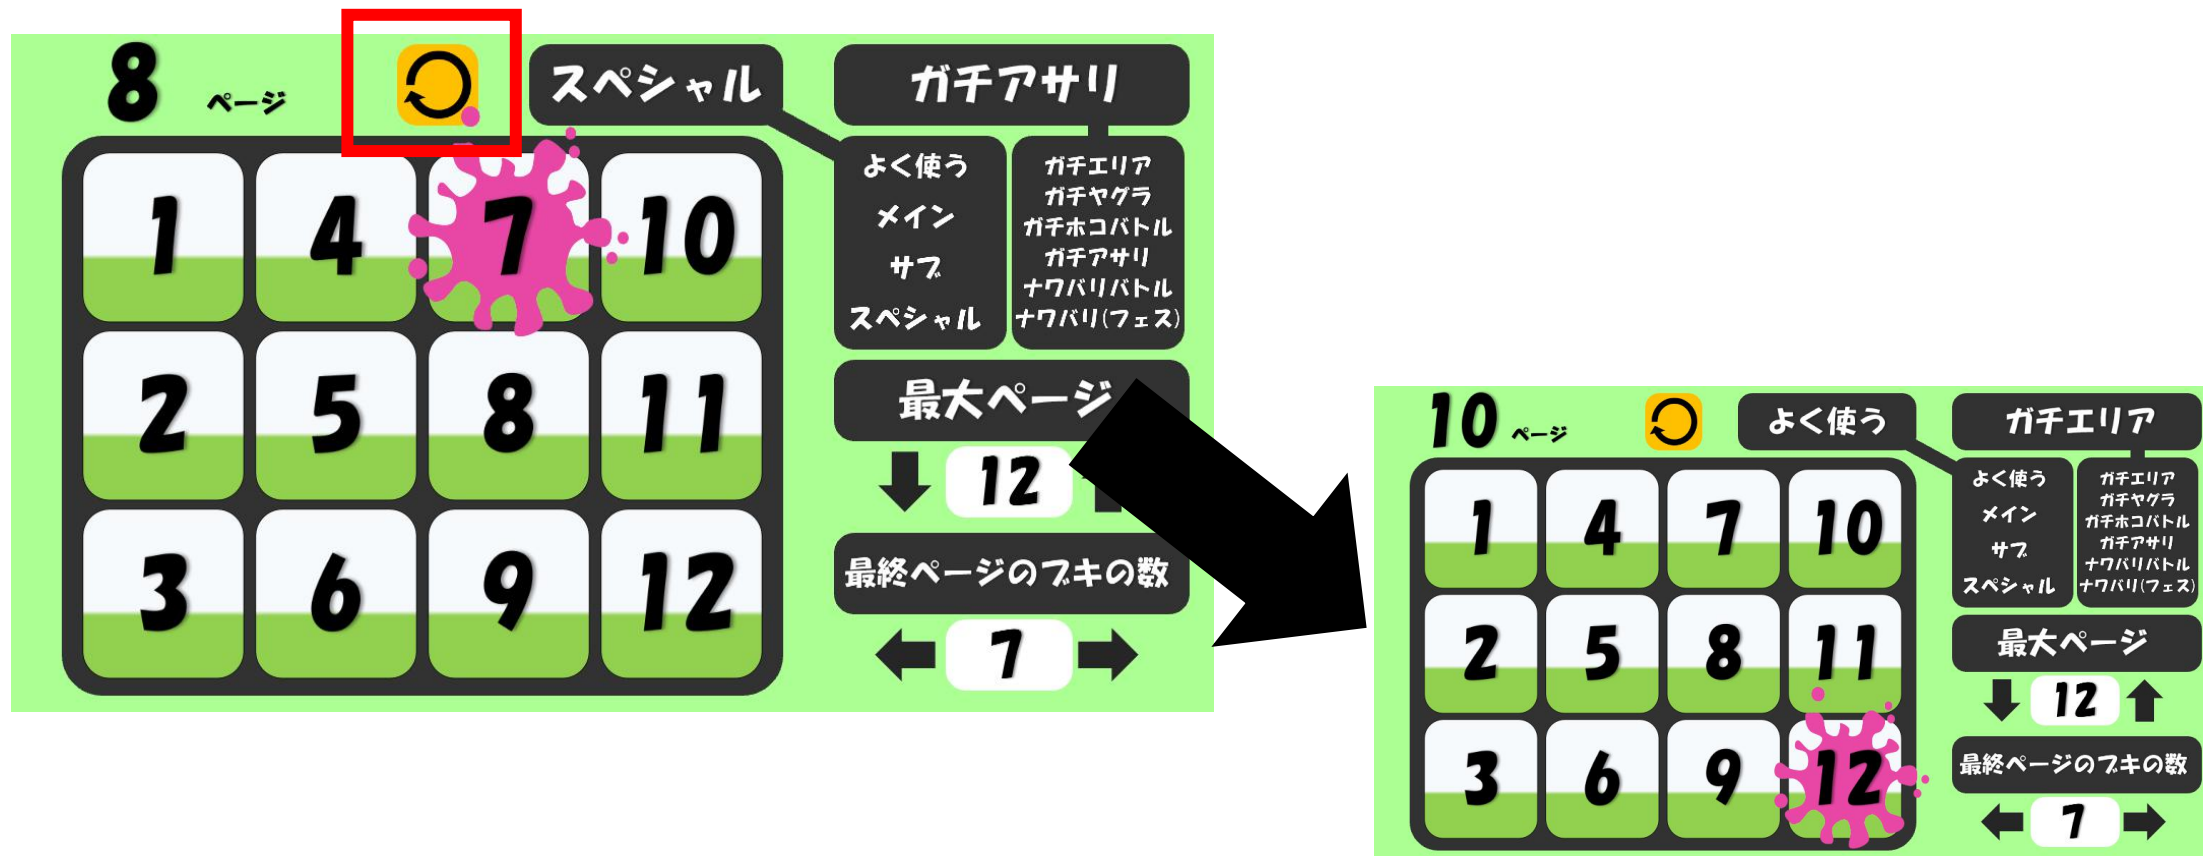 8 ページ
スペシャル
ガチアサリ
1 4 7 10
2 5 8 11
3 6 9 12
よく使う
メイン
サブ
スペシャル
ガチエリア
ガチヤグラ
ガチホコバトル
ガチアサリ
ナワバリバトル
ナワバリ(フェス)
最大ページ
12
最終ページのブキの数
7
10 ページ
よく使う
ガチエリア
1 4 7 10
2 5 8 11
3 6 9 12
よく使う
メイン
サブ
スペシャル
ガチエリア
ガチヤグラ
ガチホコバトル
ガチアサリ
ナワバリバトル
ナワバリ(フェス)
最大ページ
12
最終ページのブキの数
7